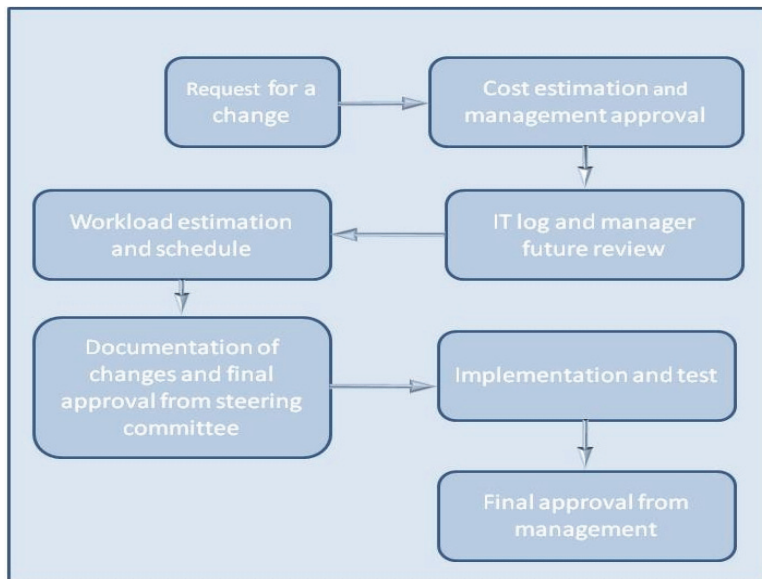 Request for a
change
Cost estimation and
management approval
IT log and manager
future review
Workload estimation
and schedule
Documentation of
changes and final
approval from steering
committee
Implementation and test
Final approval from
management